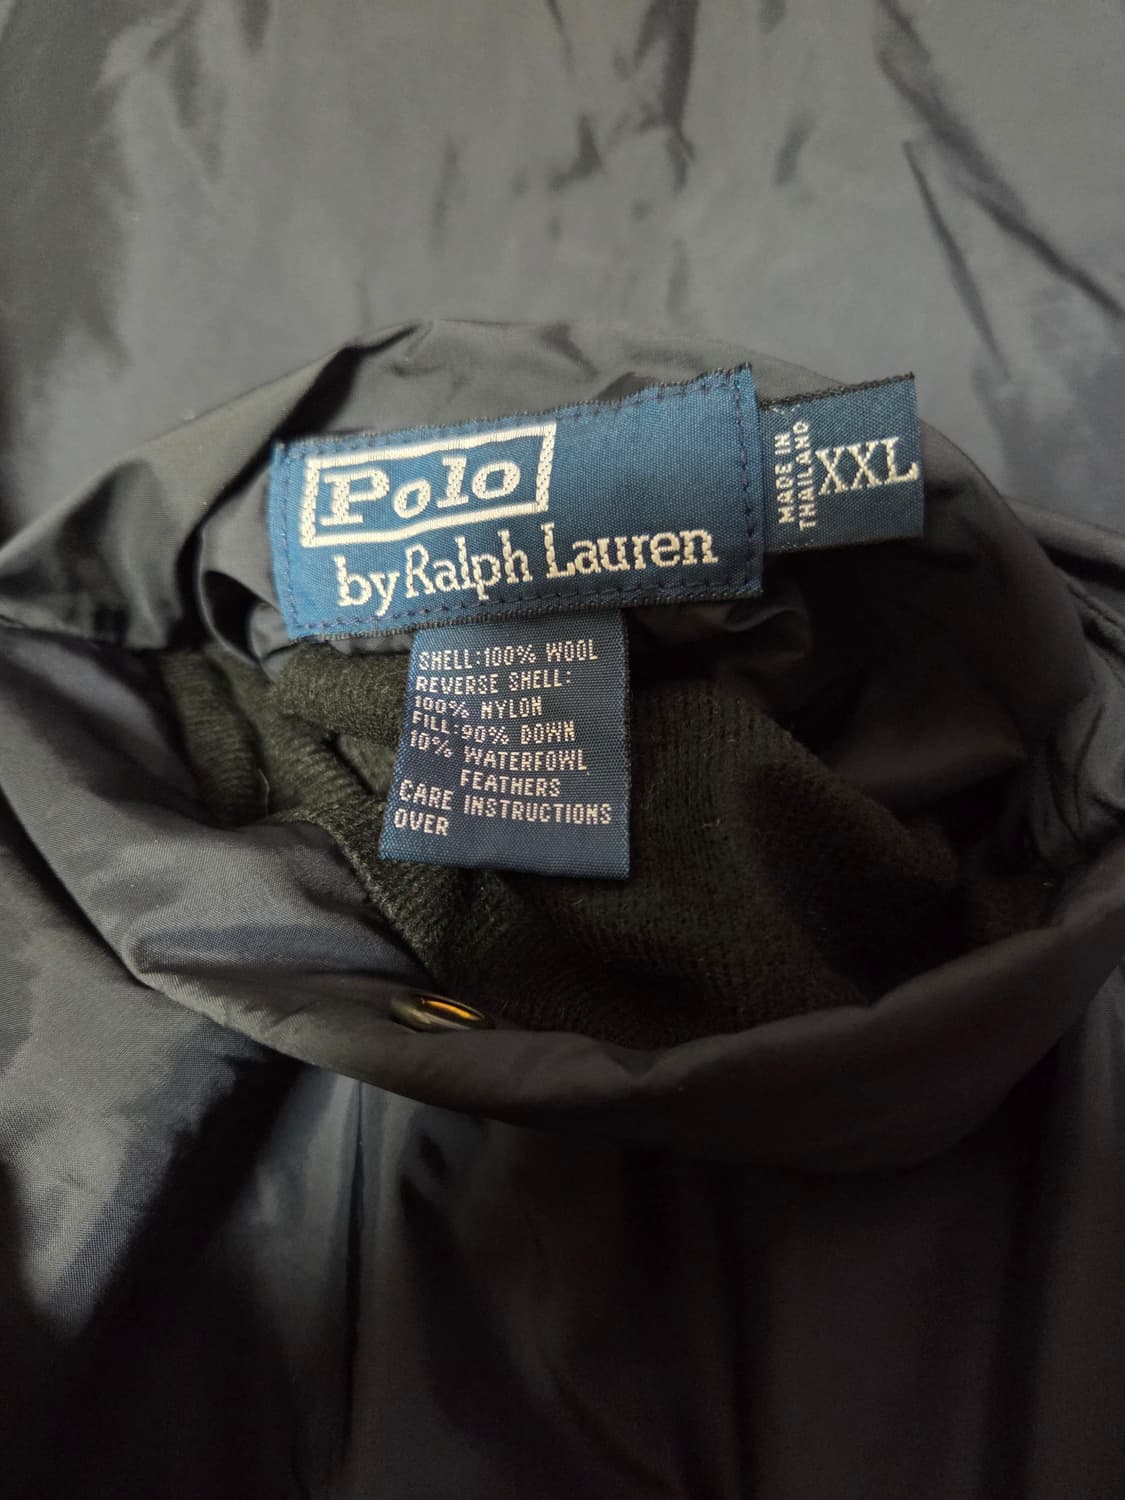 Polo
by Ralph Lauren
MADE IN
THAILAND
XXL
SHELL:100% WOOL
REVERSE SHELL:
100% NYLON
FILL:90% DOWN
10% WATERFOWL
FEATHERS
CARE INSTRUCTIONS
OVER